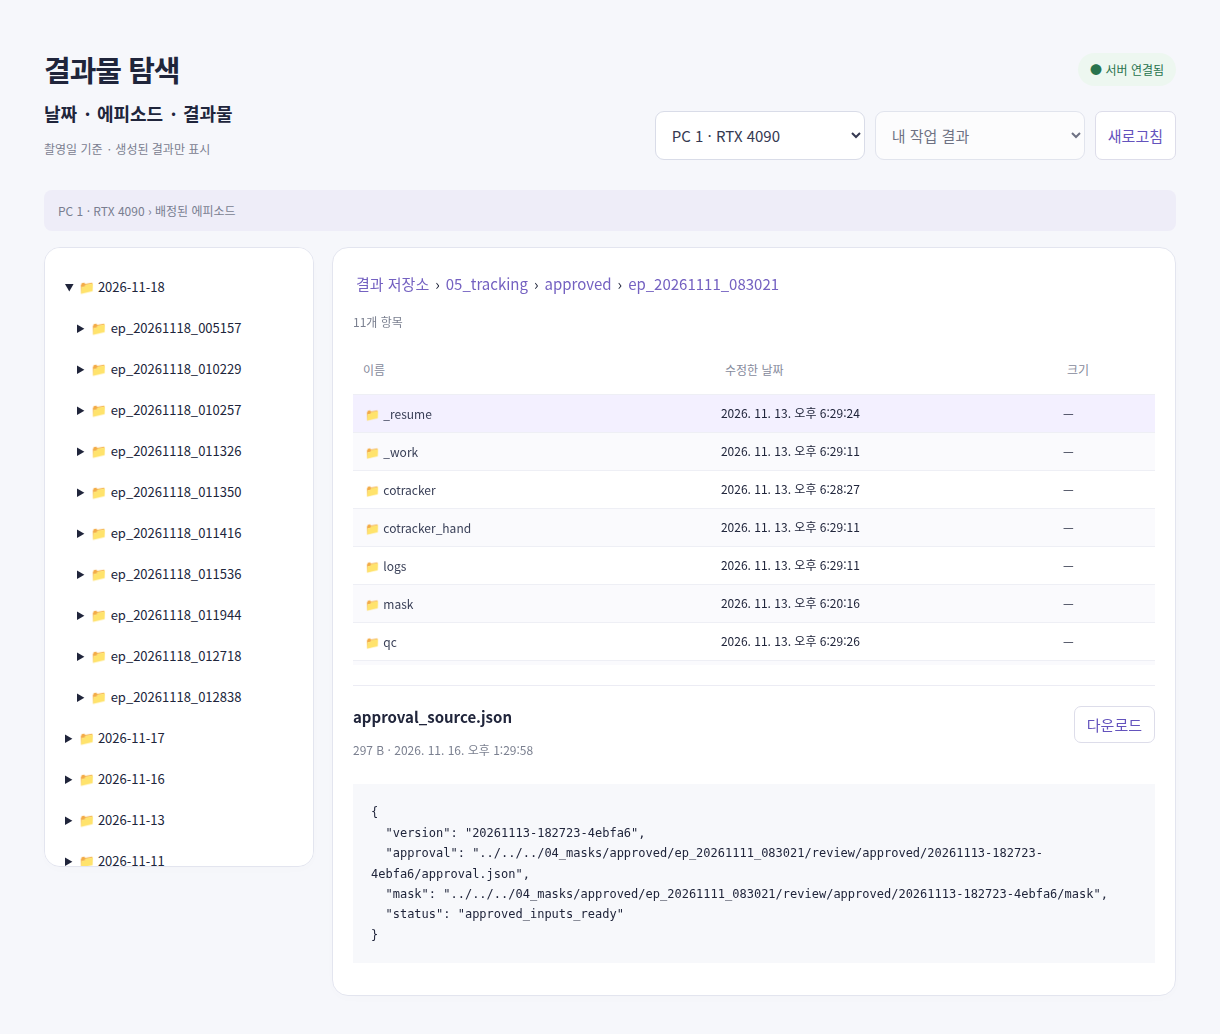 결과물 탐색
서버 연결됨
날짜 · 에피소드 · 결과물
촬영일 기준 · 생성된 결과만 표시
PC 1 · RTX 4090
내 작업 결과
새로고침
PC 1 · RTX 4090 › 배정된 에피소드
2026-11-18
ep_20261118_005157
ep_20261118_010229
ep_20261118_010257
ep_20261118_011326
ep_20261118_011350
ep_20261118_011416
ep_20261118_011536
ep_20261118_011944
ep_20261118_012718
ep_20261118_012838
2026-11-17
2026-11-16
2026-11-13
2026-11-11
결과 저장소 › 05_tracking › approved › ep_20261111_083021
11개 항목
이름 수정한 날짜 크기
_resume 2026. 11. 13. 오후 6:29:24 —
_work 2026. 11. 13. 오후 6:29:11 —
cotracker 2026. 11. 13. 오후 6:28:27 —
cotracker_hand 2026. 11. 13. 오후 6:29:11 —
logs 2026. 11. 13. 오후 6:29:11 —
mask 2026. 11. 13. 오후 6:20:16 —
qc 2026. 11. 13. 오후 6:29:26 —
approval_source.json
다운로드
297 B · 2026. 11. 16. 오후 1:29:58
{
"version": "20261113-182723-4ebfa6",
"approval": "../../../04_masks/approved/ep_20261111_083021/review/approved/20261113-182723-
4ebfa6/approval.json",
"mask": "../../../04_masks/approved/ep_20261111_083021/review/approved/20261113-182723-4ebfa6/mask",
"status": "approved_inputs_ready"
}